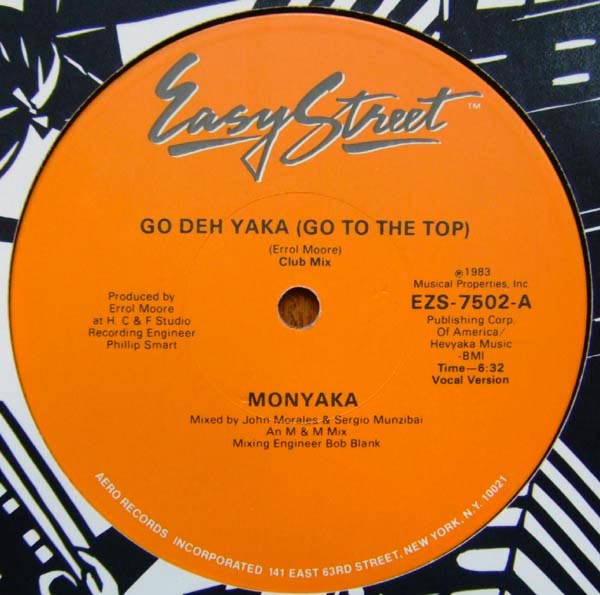 Easy Street ™
GO DEH YAKA (GO TO THE TOP)
(Errol Moore)
Club Mix
Produced by
Errol Moore
at H. C & F Studio
Recording Engineer
Phillip Smart
℗1983
Musical Properties, Inc.
EZS-7502-A
Publishing Corp.
Of America/
Hevyaka Music
-BMI
Time—6:32
Vocal Version
MONYAKA
Mixed by John Morales & Sergio Munzibai
An M & M Mix
Mixing Engineer Bob Blank
AERO RECORDS INCORPORATED 141 EAST 63RD STREET, NEW YORK, N.Y. 10021